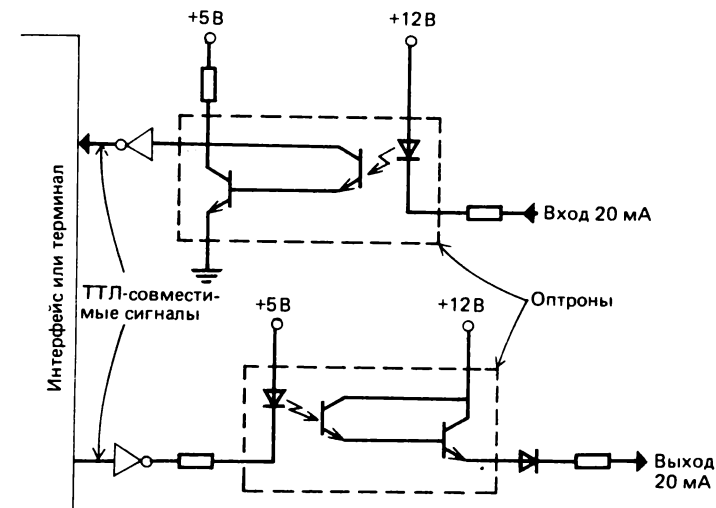 +5В
+12В
Интерфейс или терминал
Вход 20 мА
ТТЛ-совмести-
мые сигналы
Оптроны
+5В
+12В
Выход
20 мА